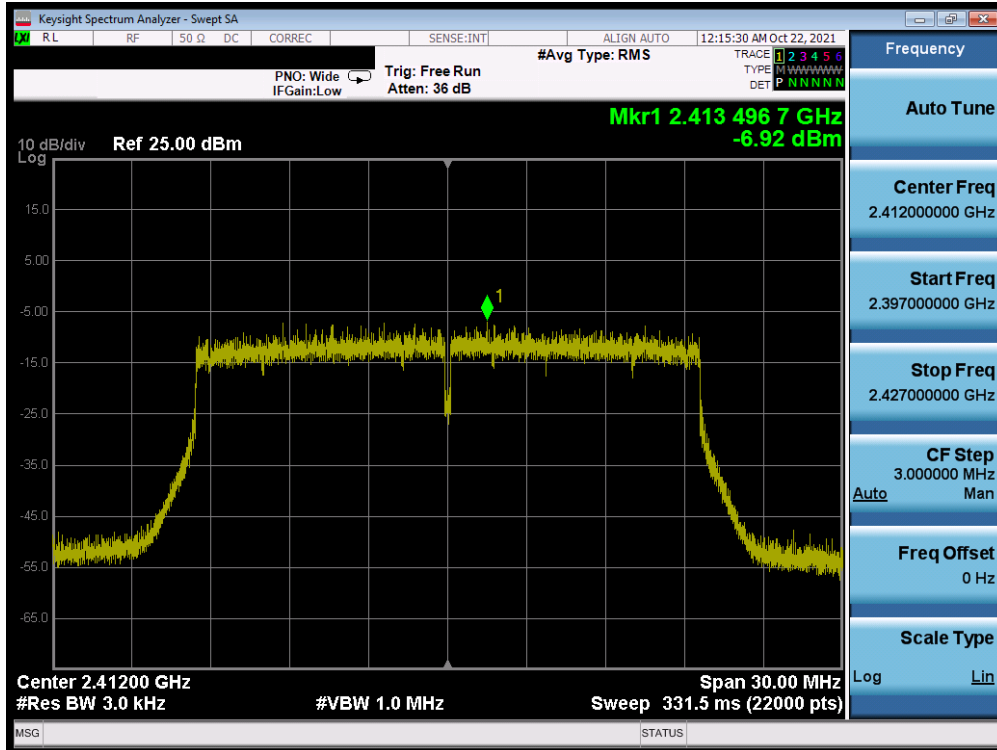 Keysight Spectrum Analyzer - Swept SA
LXI RL RF 50 Ω DC CORREC SENSE:INT ALIGN AUTO 12:15:30 AM Oct 22, 2021
#Avg Type: RMS
TRACE 1 2 3 4 5 6
PNO: Wide Trig: Free Run
TYPE M W W W W W
IFGain:Low Atten: 36 dB
DET P N N N N N
Mkr1 2.413 496 7 GHz
-6.92 dBm
10 dB/div Ref 25.00 dBm
Log
15.0
5.00
1
-5.00
-15.0
-25.0
-35.0
-45.0
-55.0
-65.0
Center 2.41200 GHz Span 30.00 MHz
#Res BW 3.0 kHz #VBW 1.0 MHz Sweep 331.5 ms (22000 pts)
MSG STATUS
Frequency
Auto Tune
Center Freq
2.412000000 GHz
Start Freq
2.397000000 GHz
Stop Freq
2.427000000 GHz
CF Step
3.000000 MHz
Auto Man
Freq Offset
0 Hz
Scale Type
Log Lin